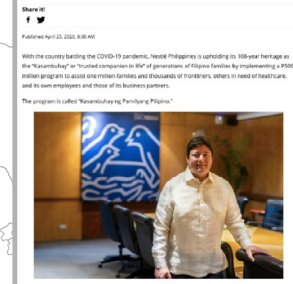 Share it!
Published April 23, 2020, 8:00 AM
With the country battling the COVID-19 pandemic, Nestlé Philippines is upholding its 108-year heritage as
the "Kasambuhay" or "trusted companion in life" of generations of Filipino families by implementing a P500
million program to assist one million families and thousands of frontliners, others in need of healthcare,
and its own employees and those of its business partners.
The program is called "Kasambuhay ng Pamilyang Pilipino."